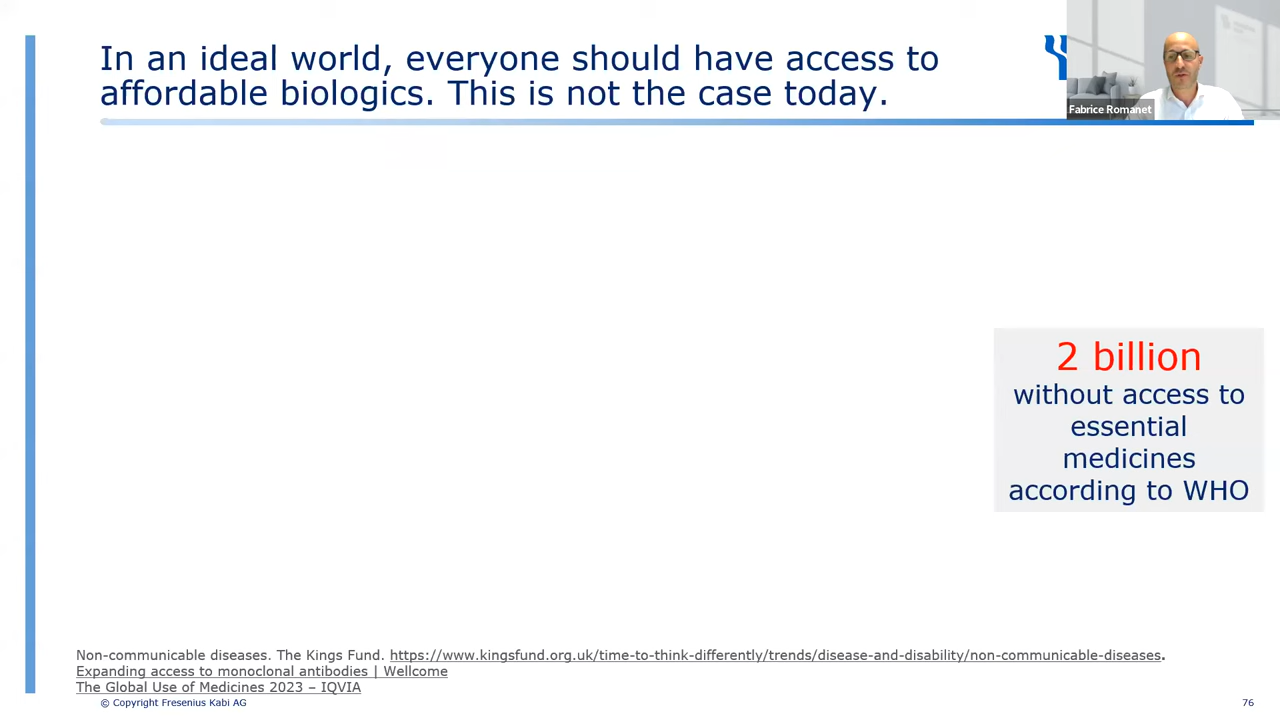 In an ideal world, everyone should have access to
affordable biologics. This is not the case today.
Fabrice Romanet
2 billion
without access to
essential
medicines
according to WHO
Non-communicable diseases. The Kings Fund. https://www.kingsfund.org.uk/time-to-think-differently/trends/disease-and-disability/non-communicable-diseases.
Expanding access to monoclonal antibodies | Wellcome
The Global Use of Medicines 2023 – IQVIA
© Copyright Fresenius Kabi AG
76